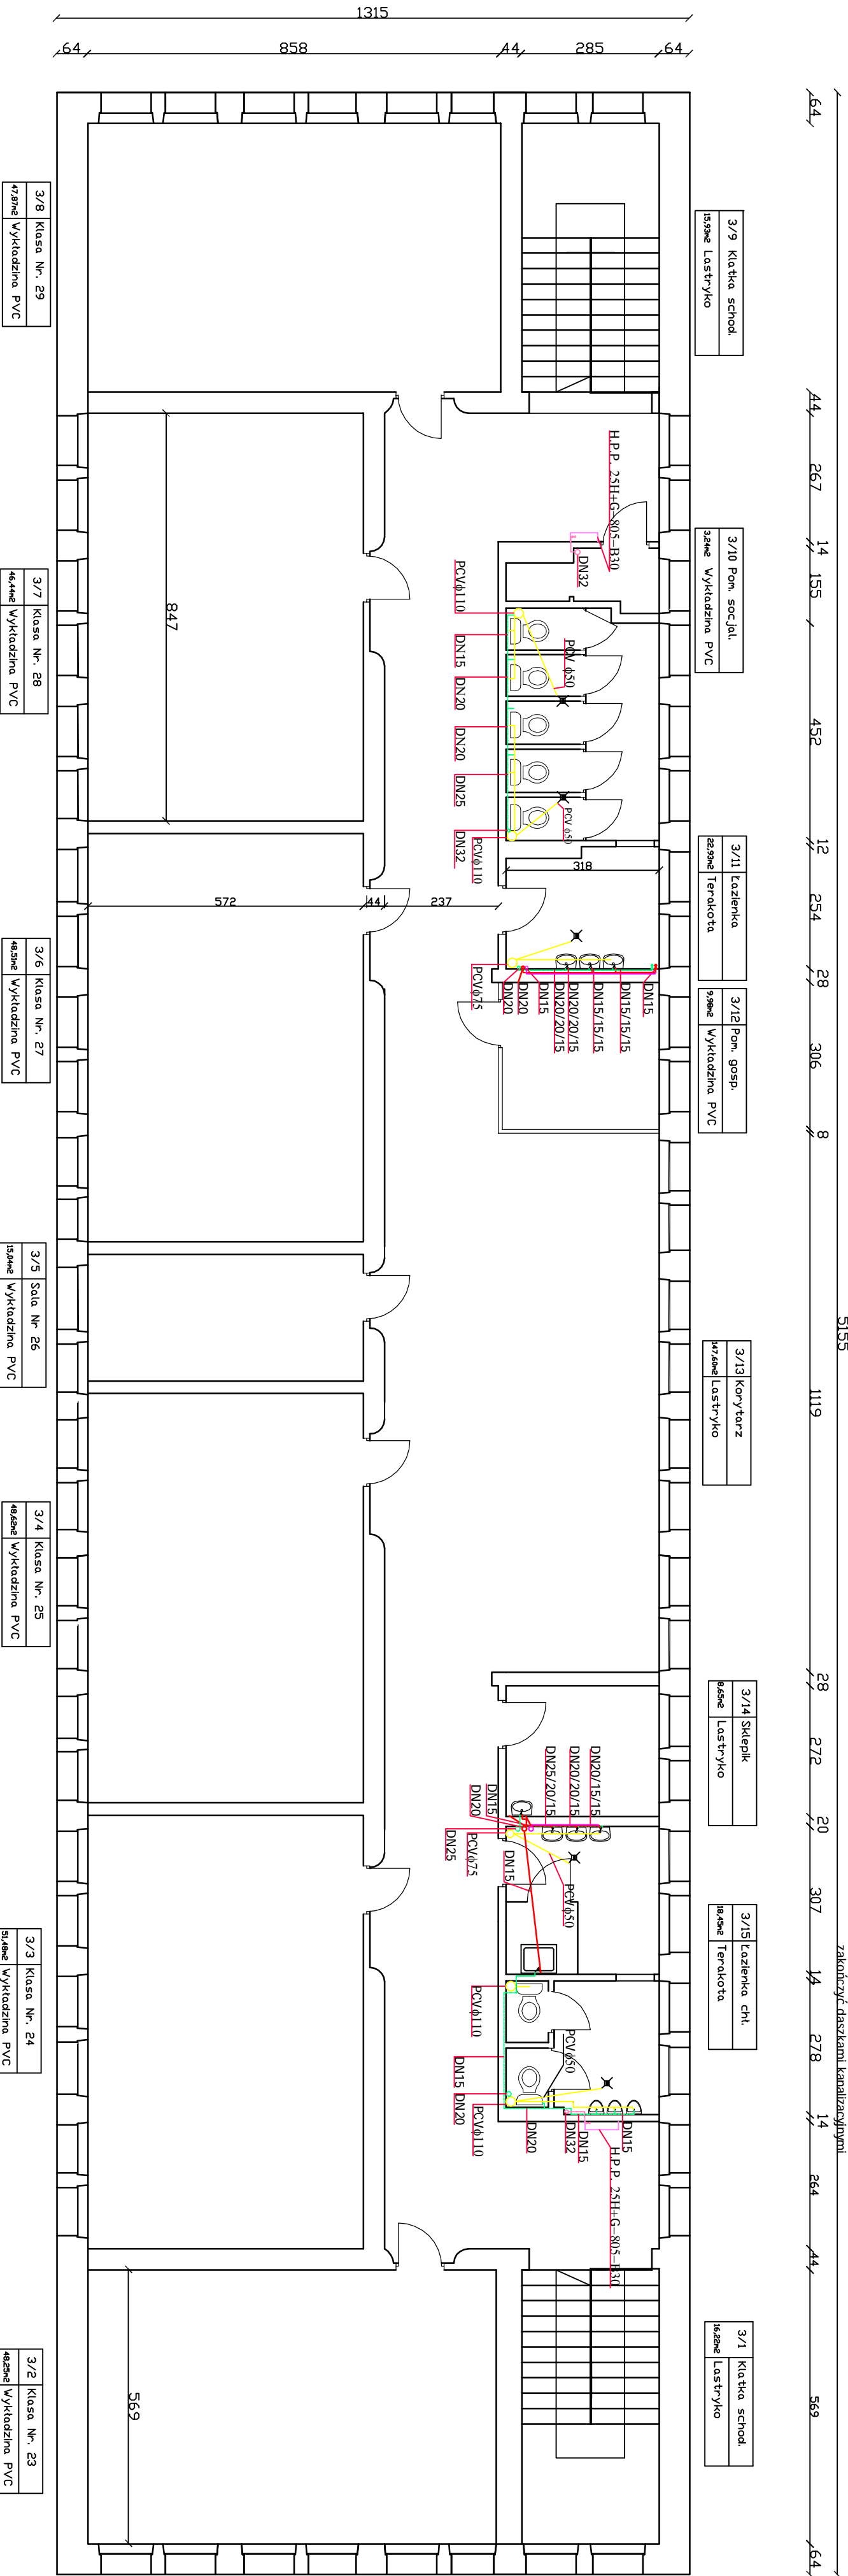 1315
64
858
44
285
64
5155
64
44
267
14
155
452
12
254
28
306
8
1119
28
272
20
307
14
278
14
264
44
569
64
3/9 Klatka schod.
15,93m2 Lastryko
3/10 Pom. socjal.
3,24m2 Wykładzina PVC
3/11 Łazienka
22,93m2 Terakota
3/12 Pom. gosp.
9,98m2 Wykładzina PVC
3/13 Korytarz
147,60m2 Lastryko
3/14 Sklepik
8,65m2 Lastryko
3/15 Łazienka chł.
18,45m2 Terakota
3/1 Klatka schod.
16,22m2 Lastryko
zakończyć daszkami kanalizacyjnymi
H.P.P. 25H+G-805-B30
DN32
PCVϕ110
DN15
DN20
DN20
DN25
DN32
PCVϕ110
PCV ϕ50
PCV ϕ50
318
847
572
44
237
PCVϕ75
DN20
DN20
DN15
DN20/20/15
DN20/20/15
DN15/15/15
DN15/15/15
DN15
DN20/15/15
DN20/20/15
DN25/20/15
DN15
DN20
DN25
PCVϕ75
DN15
PCVϕ50
PCVϕ110
PCVϕ50
DN15
DN20
PCVϕ110
DN20
DN32
DN15
DN15
H.P.P. 25H+G-805-B30
569
3/8 Klasa Nr. 29
47,87m2 Wykładzina PVC
3/7 Klasa Nr. 28
46,44m2 Wykładzina PVC
3/6 Klasa Nr. 27
48,51m2 Wykładzina PVC
3/5 Sala Nr 26
15,04m2 Wykładzina PVC
3/4 Klasa Nr. 25
48,62m2 Wykładzina PVC
3/3 Klasa Nr. 24
51,48m2 Wykładzina PVC
3/2 Klasa Nr. 23
48,25m2 Wykładzina PVC